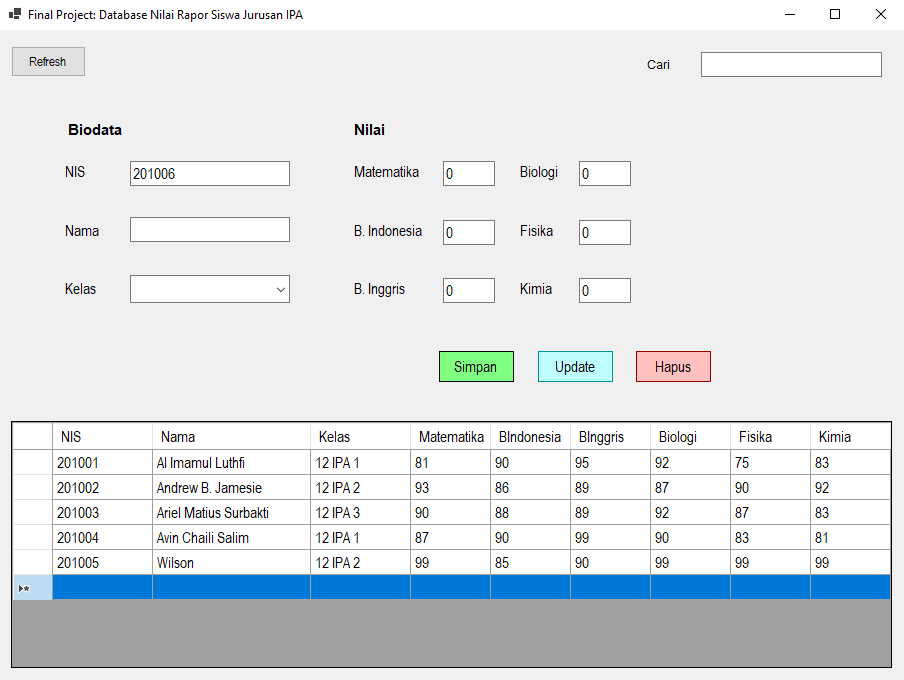 Final Project: Database Nilai Rapor Siswa Jurusan IPA
Refresh
Cari
Biodata
Nilai
NIS 201006 Matematika 0 Biologi 0
Nama B. Indonesia 0 Fisika 0
Kelas B. Inggris 0 Kimia 0
Simpan Update Hapus
NIS Nama Kelas Matematika BIndonesia BInggris Biologi Fisika Kimia
201001 Al Imamul Luthfi 12 IPA 1 81 90 95 92 75 83
201002 Andrew B. Jamesie 12 IPA 2 93 86 89 87 90 92
201003 Ariel Matius Surbakti 12 IPA 3 90 88 89 92 87 83
201004 Avin Chaili Salim 12 IPA 1 87 90 99 90 83 81
201005 Wilson 12 IPA 2 99 85 90 99 99 99